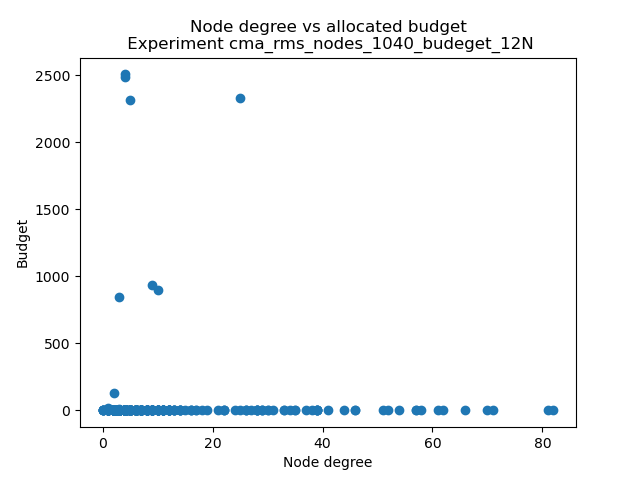 Node degree vs allocated budget
Experiment cma_rms_nodes_1040_budeget_12N
2500
2000
1500
1000
500
0
Budget
0 20 40 60 80
Node degree